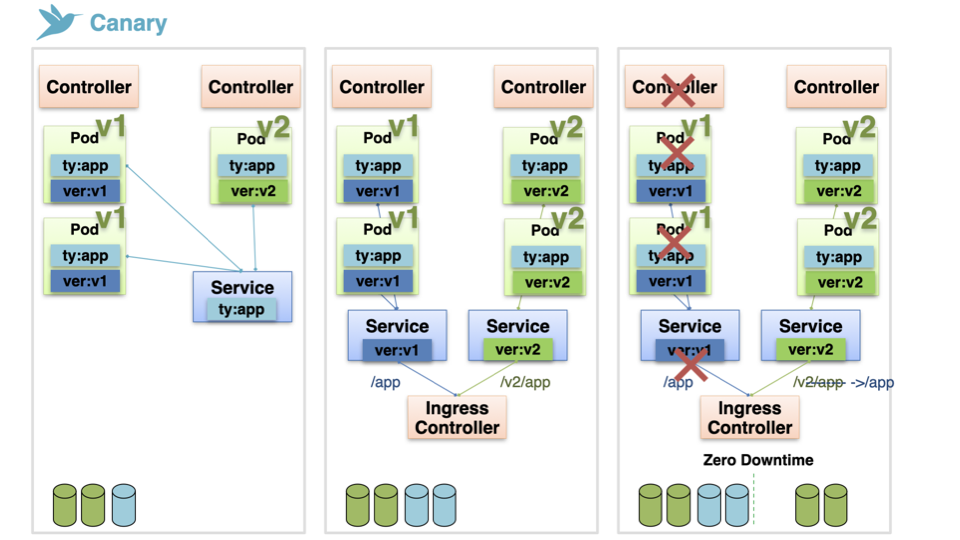 Canary
Controller
Controller
Pod
v1
ty:app
ver:v1
Pod
v2
ty:app
ver:v2
Pod
v1
ty:app
ver:v1
Service
ty:app
Controller
Controller
Pod
v1
ty:app
ver:v1
Pod
v2
ty:app
ver:v2
Pod
v1
ty:app
ver:v1
Pod
v2
ty:app
ver:v2
Service
ver:v1
Service
ver:v2
/app
/v2/app
Ingress
Controller
Controller
Controller
Pod
v1
ty:app
ver:v1
Pod
v2
ty:app
ver:v2
Pod
v1
ty:app
ver:v1
Pod
v2
ty:app
ver:v2
Service
ver:v1
Service
ver:v2
/app
/v2/app ->/app
Ingress
Controller
Zero Downtime